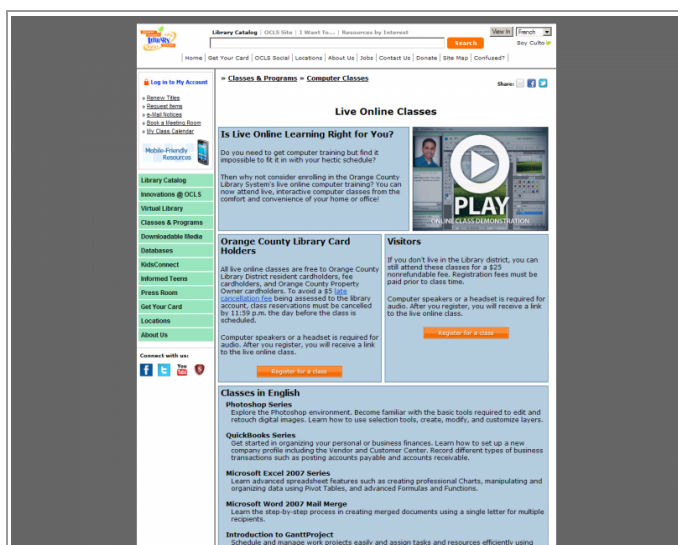 Library Catalog | OCLS Site | I Want To... | Resources by Interest
View in French
Search
Soy Culto
Home | Get Your Card | OCLS Social | Locations | About Us | Jobs | Contact Us | Donate | Site Map | Confused? |
Log in to My Account
» Renew Titles
» Request Items
» e-Mail Notices
» Book a Meeting Room
» My Class Calendar
Mobile-Friendly
Resources
Library Catalog
Innovations @ OCLS
Virtual Library
Classes & Programs
Downloadable Media
Databases
KidsConnect
Informed Teens
Press Room
Get Your Card
Locations
About Us
Connect with us:
» Classes & Programs » Computer Classes
Share:
Live Online Classes
Is Live Online Learning Right for You?
Do you need to get computer training but find it
impossible to fit it in with your hectic schedule?
Then why not consider enrolling in the Orange County
Library System's live online computer training? You can
now attend live, interactive computer classes from the
comfort and convenience of your home or office!
PLAY
ONLINE CLASS DEMONSTRATION
Orange County Library Card
Holders
All live online classes are free to Orange County
Library District resident cardholders, fee
cardholders, and Orange County Property
Owner cardholders. To avoid a $5 late
cancellation fee being assessed to the library
account, class reservations must be cancelled
by 11:59 p.m. the day before the class is
scheduled.
Computer speakers or a headset is required for
audio. After you register, you will receive a link
to the live online class.
Register for a class
Visitors
If you don't live in the Library district, you can
still attend these classes for a $25
nonrefundable fee. Registration fees must be
paid prior to class time.
Computer speakers or a headset is required for
audio. After you register, you will receive a link
to the live online class.
Register for a class
Classes in English
Photoshop Series
Explore the Photoshop environment. Become familiar with the basic tools required to edit and
retouch digital images. Learn how to use selection tools, create, modify, and customize layers.
QuickBooks Series
Get started in organizing your personal or business finances. Learn how to set up a new
company profile including the Vendor and Customer Center. Record different types of business
transactions such as posting accounts payable and accounts receivable.
Microsoft Excel 2007 Series
Learn advanced spreadsheet features such as creating professional Charts, manipulating and
organizing data using Pivot Tables, and advanced Formulas and Functions.
Microsoft Word 2007 Mail Merge
Learn the step-by-step process in creating merged documents using a single letter for multiple
recipients.
Introduction to GanttProject
Schedule and manage work projects easily and assign tasks and resources efficiently using